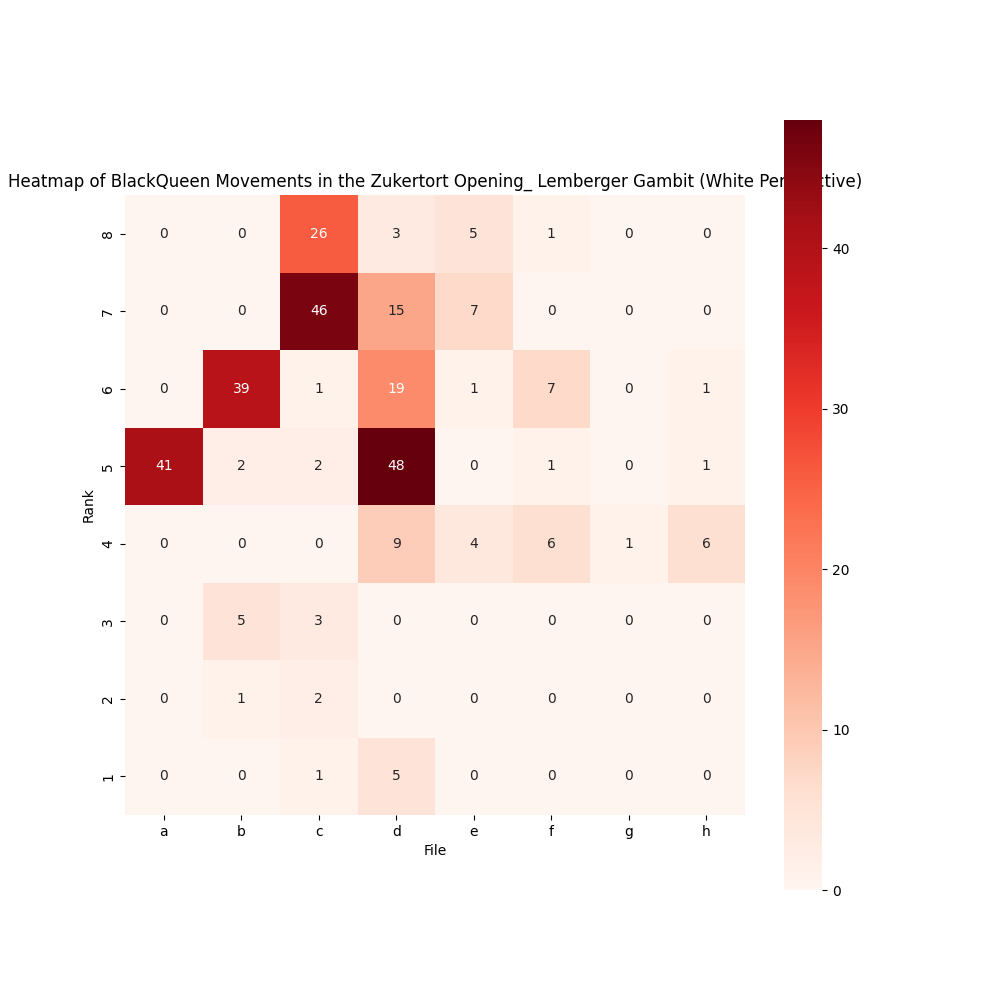 Heatmap of BlackQueen Movements in the Zukertort Opening_ Lemberger Gambit (White Perspective)
8 0 0 26 3 5 1 0 0
7 0 0 46 15 7 0 0 0
6 0 39 1 19 1 7 0 1
5 41 2 2 48 0 1 0 1
4 0 0 0 9 4 6 1 6
3 0 5 3 0 0 0 0 0
2 0 1 2 0 0 0 0 0
1 0 0 1 5 0 0 0 0
a b c d e f g h
File
Rank
40
30
20
10
0